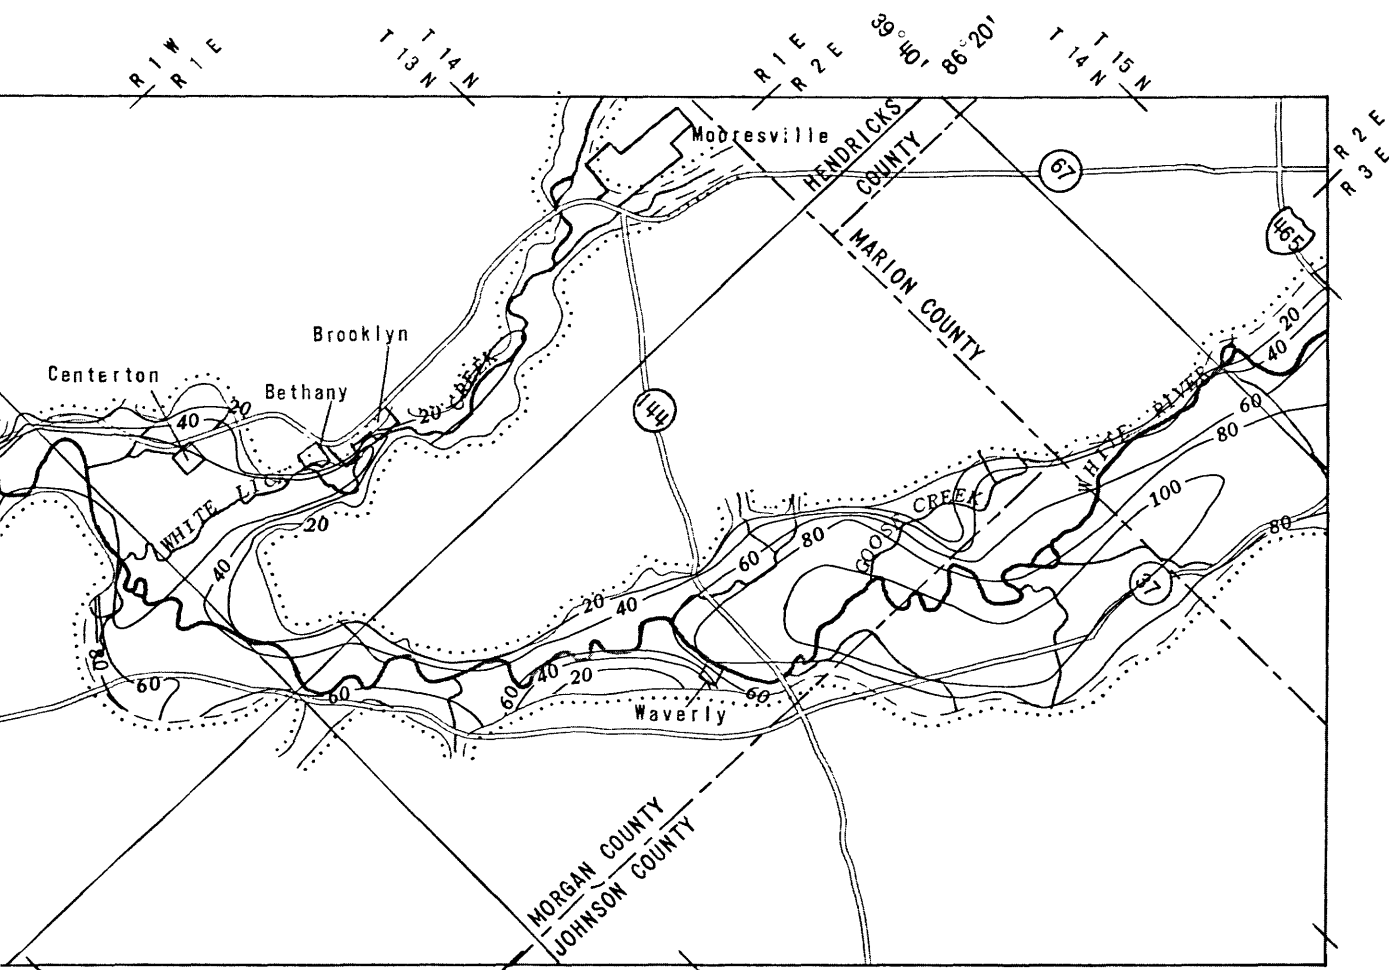 R 1 W
R 1 E
T 14 N
T 13 N
R 1 E
R 2 E
39°40'
86°20'
T 15 N
T 14 N
R 2 E
R 3 E
Mooresville
HENDRICKS
COUNTY
67
465
MARION COUNTY
Brooklyn
Centerton
Bethany
20
40
20
CREEK
20
40
144
WHITE RIVER
60
80
40
20
WHITE LICK
20
40
100
GOOSE CREEK
80
60
80
37
20
40
80
60
60
60
40
20
60
Waverly
MORGAN COUNTY
JOHNSON COUNTY